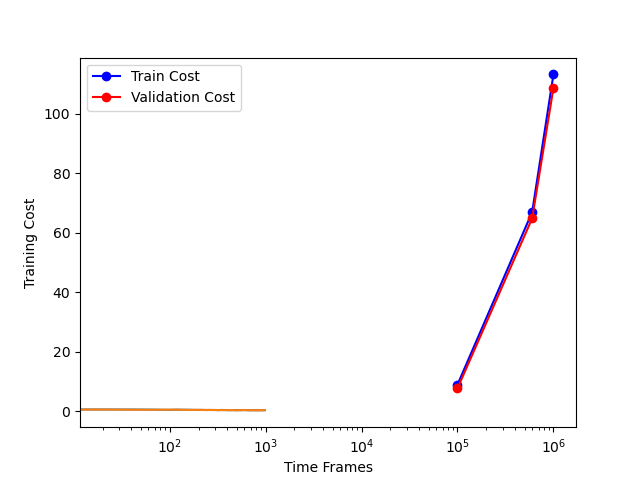 Train Cost
Validation Cost
Training Cost
100
80
60
40
20
0
10²
10³
10⁴
10⁵
10⁶
Time Frames